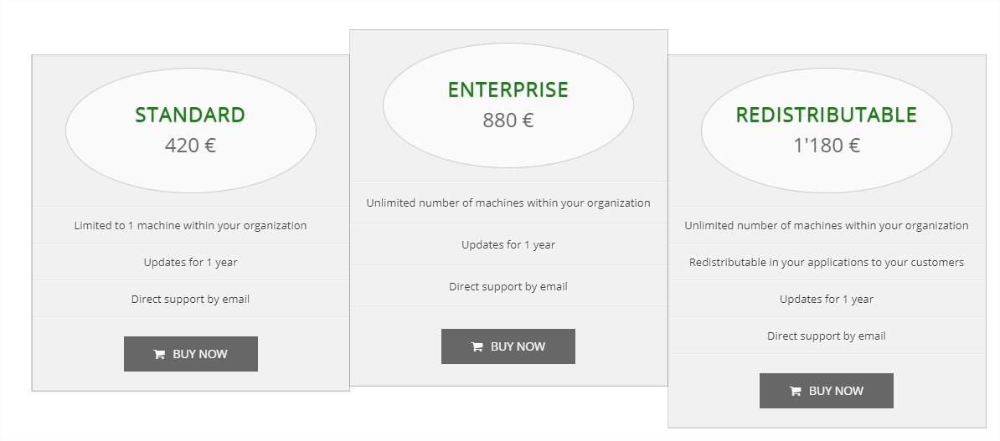 STANDARD
420 €
Limited to 1 machine within your organization
Updates for 1 year
Direct support by email
BUY NOW
ENTERPRISE
880 €
Unlimited number of machines within your organization
Updates for 1 year
Direct support by email
BUY NOW
REDISTRIBUTABLE
1'180 €
Unlimited number of machines within your organization
Redistributable in your applications to your customers
Updates for 1 year
Direct support by email
BUY NOW